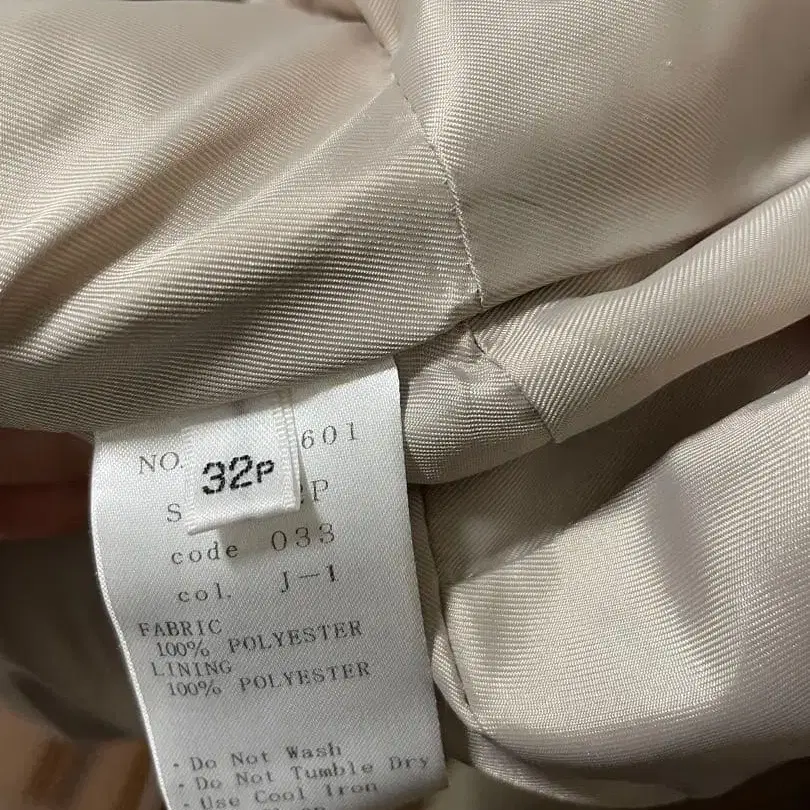 NO. 601
32P
S P
code 033
col. J-1
FABRIC
100% POLYESTER
LINING
100% POLYESTER
・Do Not Wash
・Do Not Tumble Dry
・Use Cool Iron